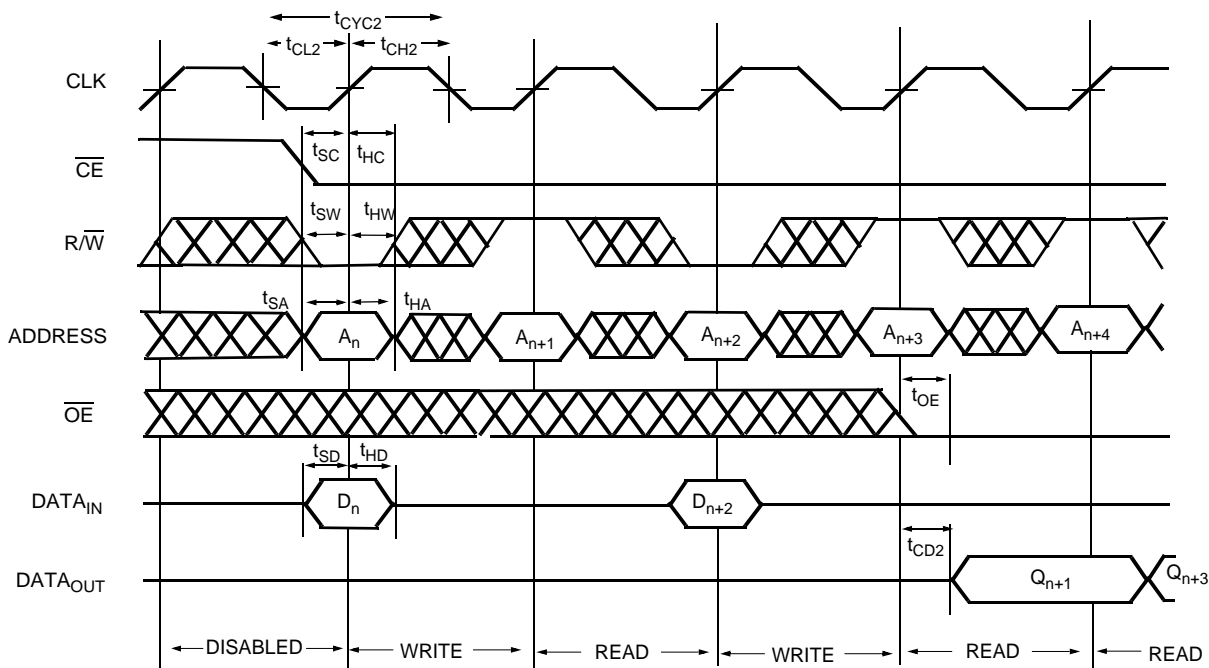 tCYC2
tCL2 tCH2
CLK
tSC tHC
CE
tSW tHW
R/W
tSA tHA
ADDRESS An An+1 An+2 An+3 An+4
tOE
OE
tSD tHD
DATAIN Dn Dn+2
tCD2
DATAOUT Qn+1 Qn+3
DISABLED WRITE READ WRITE READ READ